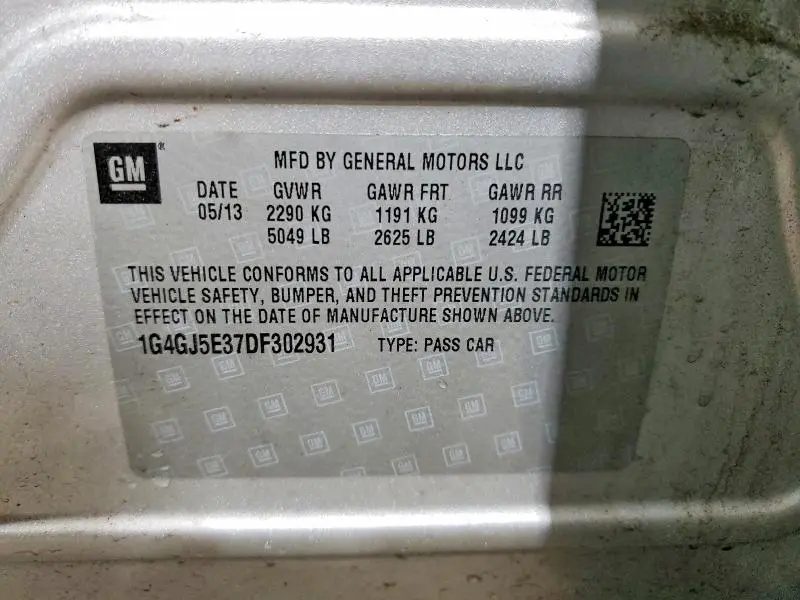 GM®
MFD BY GENERAL MOTORS LLC
DATE GVWR GAWR FRT GAWR RR
05/13 2290 KG 1191 KG 1099 KG
5049 LB 2625 LB 2424 LB
THIS VEHICLE CONFORMS TO ALL APPLICABLE U.S. FEDERAL MOTOR
VEHICLE SAFETY, BUMPER, AND THEFT PREVENTION STANDARDS IN
EFFECT ON THE DATE OF MANUFACTURE SHOWN ABOVE.
1G4GJ5E37DF302931 TYPE: PASS CAR